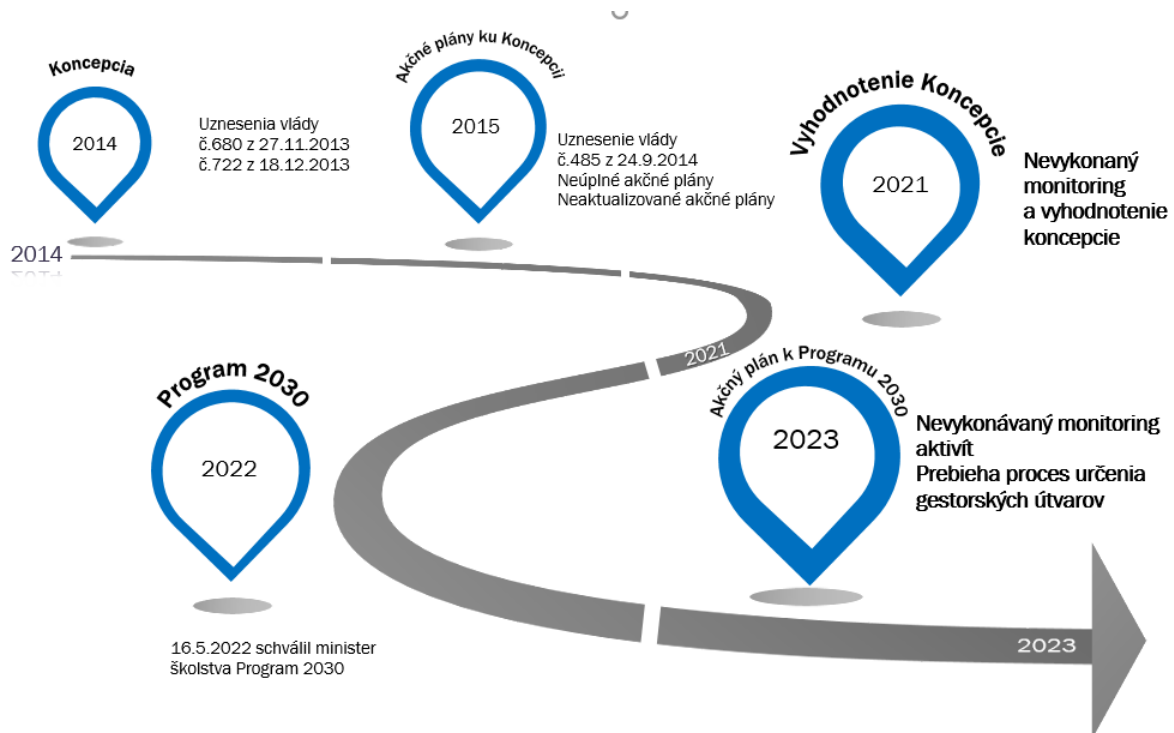 Koncepcia
2014
Uznesenia vlády
č.680 z 27.11.2013
č.722 z 18.12.2013
Akčné plány ku Koncepcii
2015
Uznesenie vlády
č.485 z 24.9.2014
Neúplné akčné plány
Neaktualizované akčné plány
Vyhodnotenie Koncepcie
2021
Nevykonaný
monitoring
a vyhodnotenie
koncepcie
2014
2021
Program 2030
2022
16.5.2022 schválil minister
školstva Program 2030
Akčný plán k Programu 2030
2023
Nevykonávaný monitoring
aktivít
Prebieha proces určenia
gestorských útvarov
2023